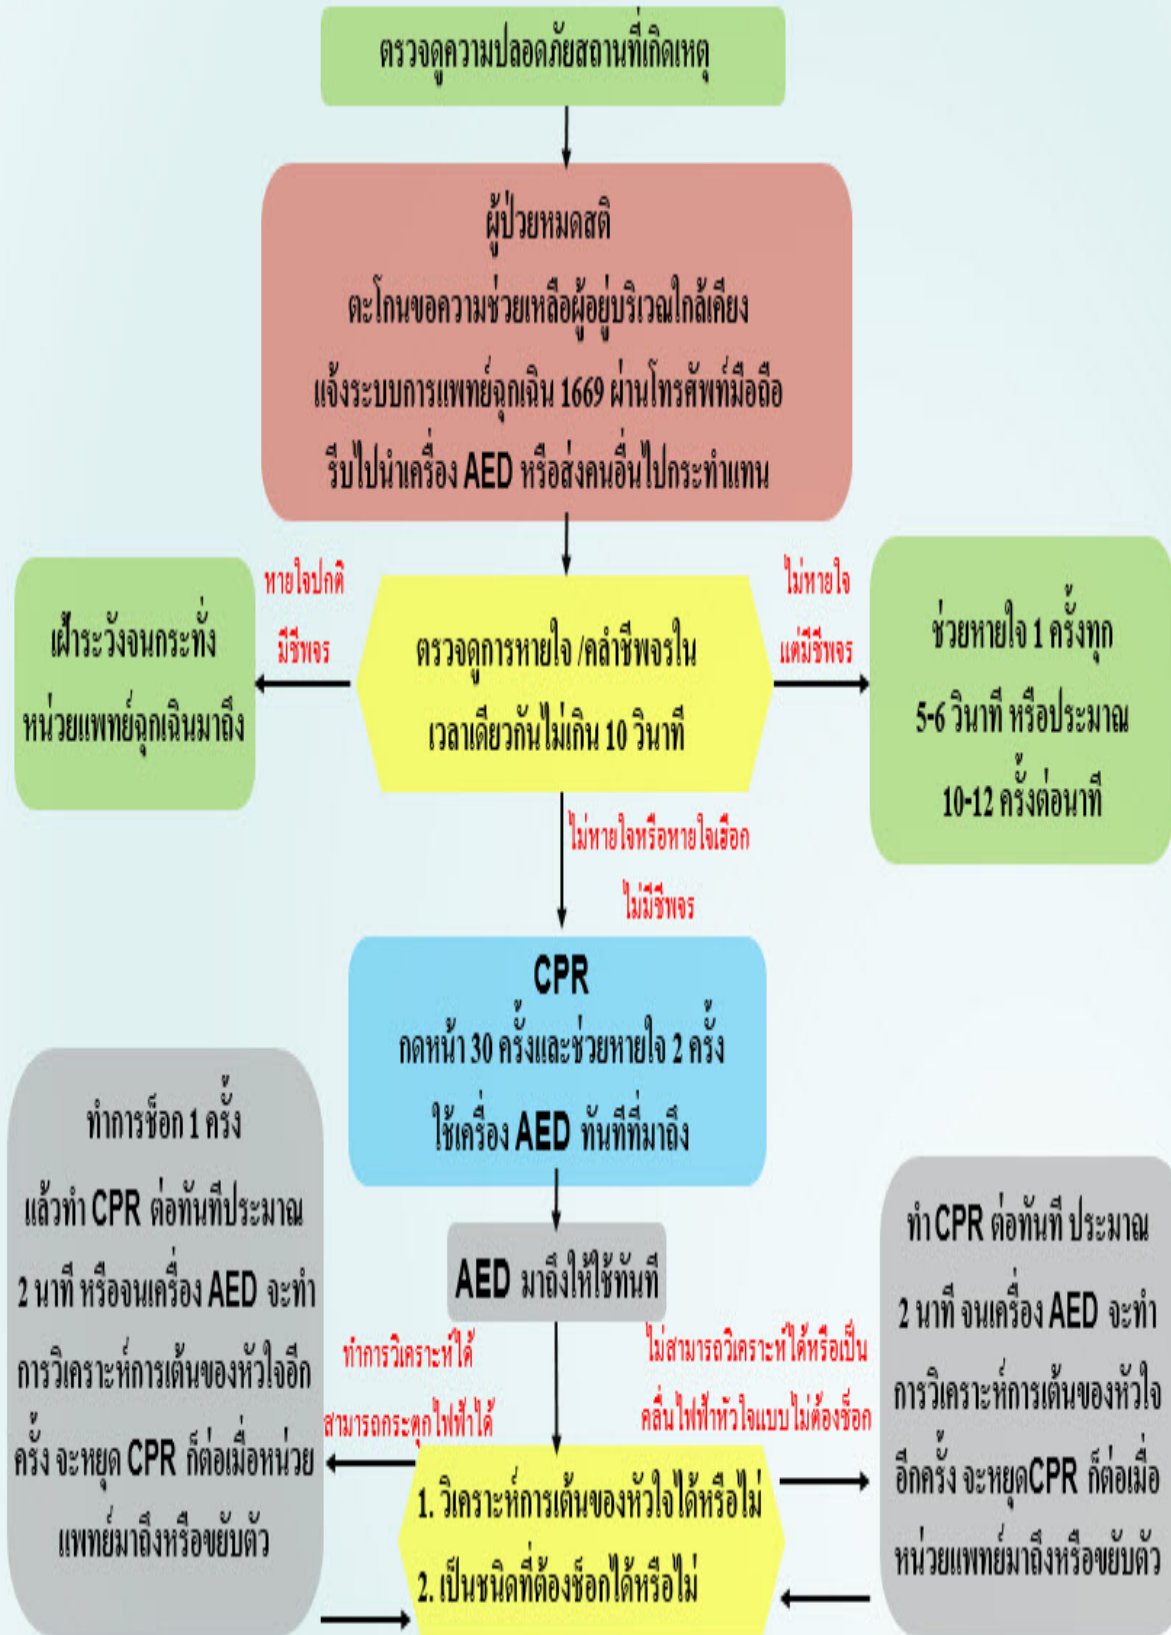 ตรวจดูความปลอดภัยสถานที่เกิดเหตุ
ผู้ป่วยหมดสติ
ตะโกนขอความช่วยเหลือผู้อยู่บริเวณใกล้เคียง
แจ้งระบบการแพทย์ฉุกเฉิน 1669 ผ่านโทรศัพท์มือถือ
รีบไปนำเครื่อง AED หรือส่งคนอื่นไปกระทำแทน
หายใจปกติ
มีชีพจร
เฝ้าระวังจนกระทั่ง
หน่วยแพทย์ฉุกเฉินมาถึง
ตรวจดูการหายใจ /คลำชีพจรใน
เวลาเดียวกันไม่เกิน 10 วินาที
ไม่หายใจ
แต่มีชีพจร
ช่วยหายใจ 1 ครั้งทุก
5-6 วินาที หรือประมาณ
10-12 ครั้งต่อนาที
ไม่หายใจหรือหายใจเฮือก
ไม่มีชีพจร
CPR
กดหน้า 30 ครั้งและช่วยหายใจ 2 ครั้ง
ใช้เครื่อง AED ทันทีที่มาถึง
AED มาถึงให้ใช้ทันที
ทำการวิเคราะห์ได้
สามารถกระตุกไฟฟ้าได้
ทำการช็อก 1 ครั้ง
แล้วทำ CPR ต่อทันทีประมาณ
2 นาที หรือจนเครื่อง AED จะทำ
การวิเคราะห์การเต้นของหัวใจอีก
ครั้ง จะหยุด CPR ก็ต่อเมื่อหน่วย
แพทย์มาถึงหรือขยับตัว
1. วิเคราะห์การเต้นของหัวใจได้หรือไม่
2. เป็นชนิดที่ต้องช็อกได้หรือไม่
ไม่สามารถวิเคราะห์ได้หรือเป็น
คลื่นไฟฟ้าหัวใจแบบไม่ต้องช็อก
ทำ CPR ต่อทันที ประมาณ
2 นาที จนเครื่อง AED จะทำ
การวิเคราะห์การเต้นของหัวใจ
อีกครั้ง จะหยุดCPR ก็ต่อเมื่อ
หน่วยแพทย์มาถึงหรือขยับตัว